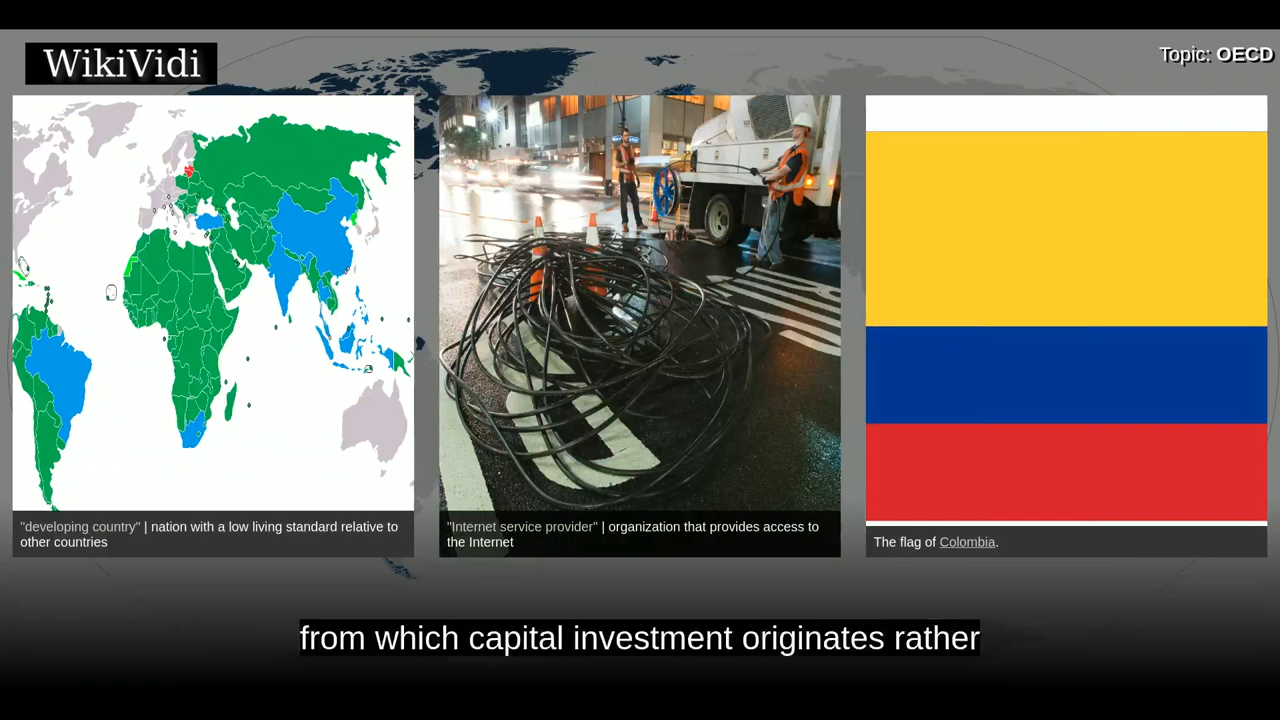 WikiVidi
Topic: OECD
"developing country" | nation with a low living standard relative to
other countries
"Internet service provider" | organization that provides access to
the Internet
The flag of Colombia.
from which capital investment originates rather